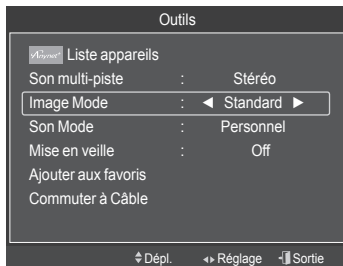 Outils
Anynet+ Liste appareils
Son multi-piste : Stéréo
Image Mode : ◄ Standard ►
Son Mode : Personnel
Mise en veille : Off
Ajouter aux favoris
Commuter à Câble
Dépl. Réglage Sortie